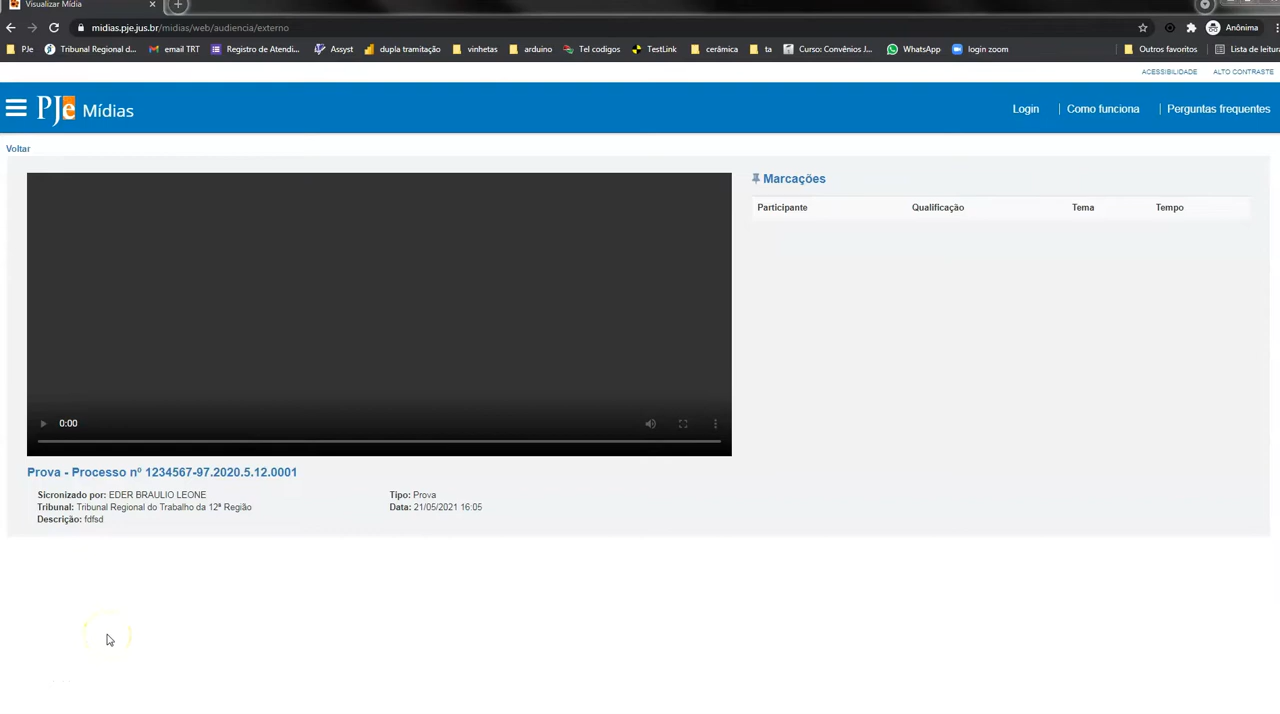 Visualizar Mídia
midias.pje.jus.br/midias/web/audiencia/externo
Anônima
PJe
Tribunal Regional d...
email TRT
Registro de Atendi...
Assyst
dupla tramitação
vinhetas
arduino
Tel codigos
TestLink
cerâmica
ta
Curso: Convênios J...
WhatsApp
login zoom
Outros favoritos
Lista de leitura
ACESSIBILIDADE
ALTO CONTRASTE
PJe Mídias
Login
Como funciona
Perguntas frequentes
Voltar
Marcações
Participante
Qualificação
Tema
Tempo
0:00
Prova - Processo nº 1234567-97.2020.5.12.0001
Sicronizado por: EDER BRAULIO LEONE
Tipo: Prova
Tribunal: Tribunal Regional do Trabalho da 12ª Região
Data: 21/05/2021 16:05
Descrição: fdfsd